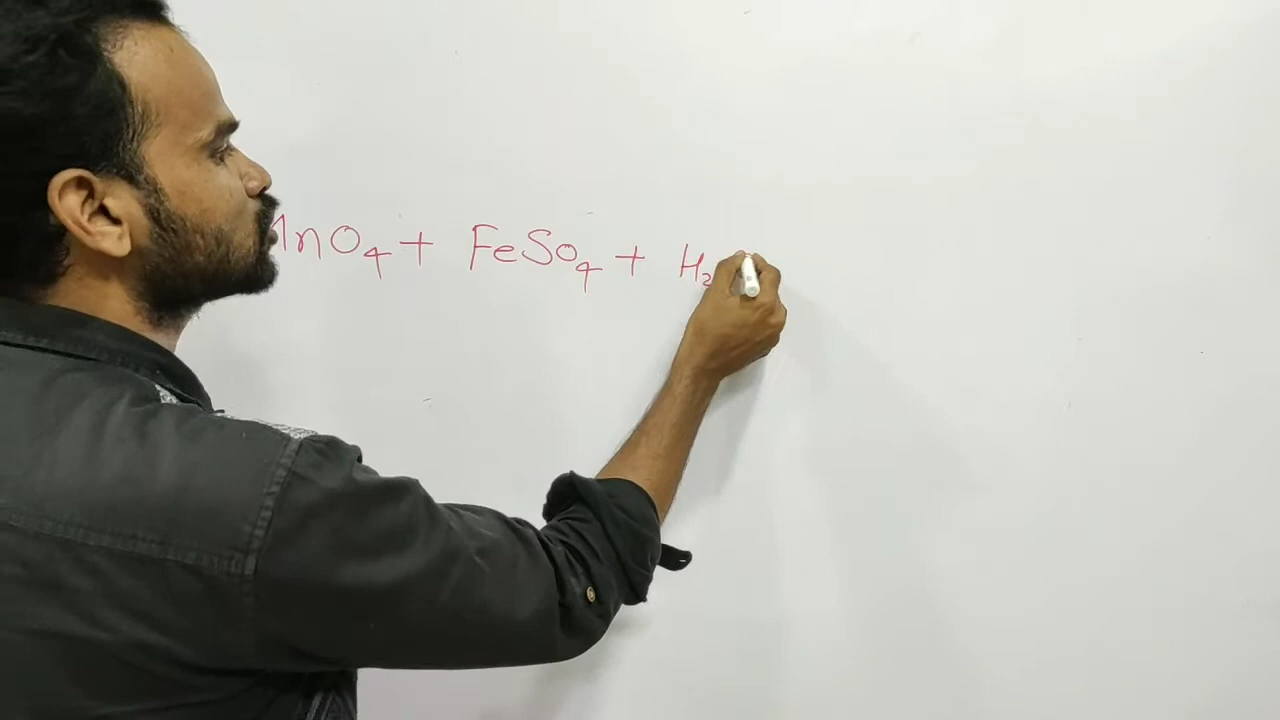 MnO₄ + FeSO₄ + H₂